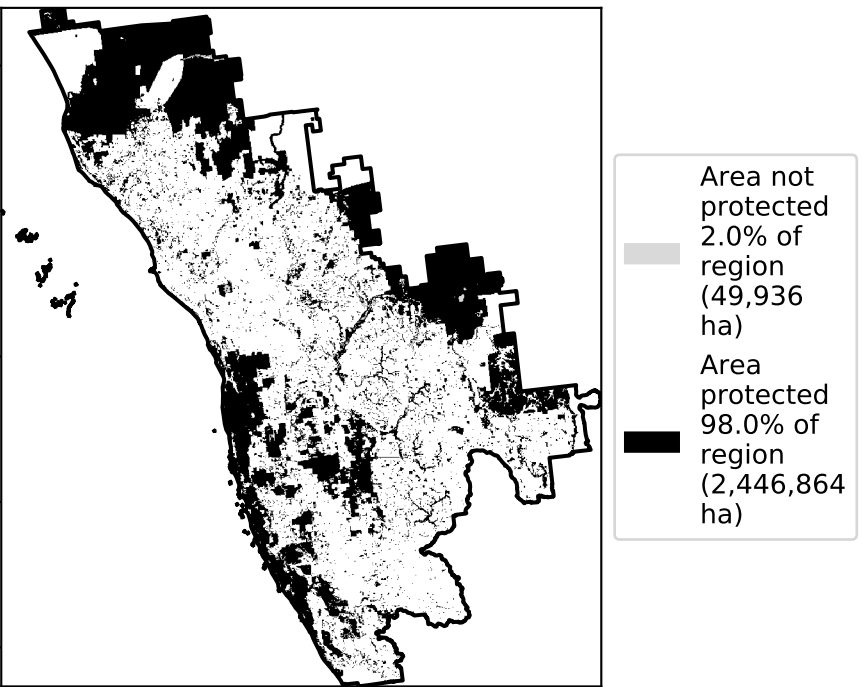 Area not
protected
2.0% of
region
(49,936
ha)
Area
protected
98.0% of
region
(2,446,864
ha)